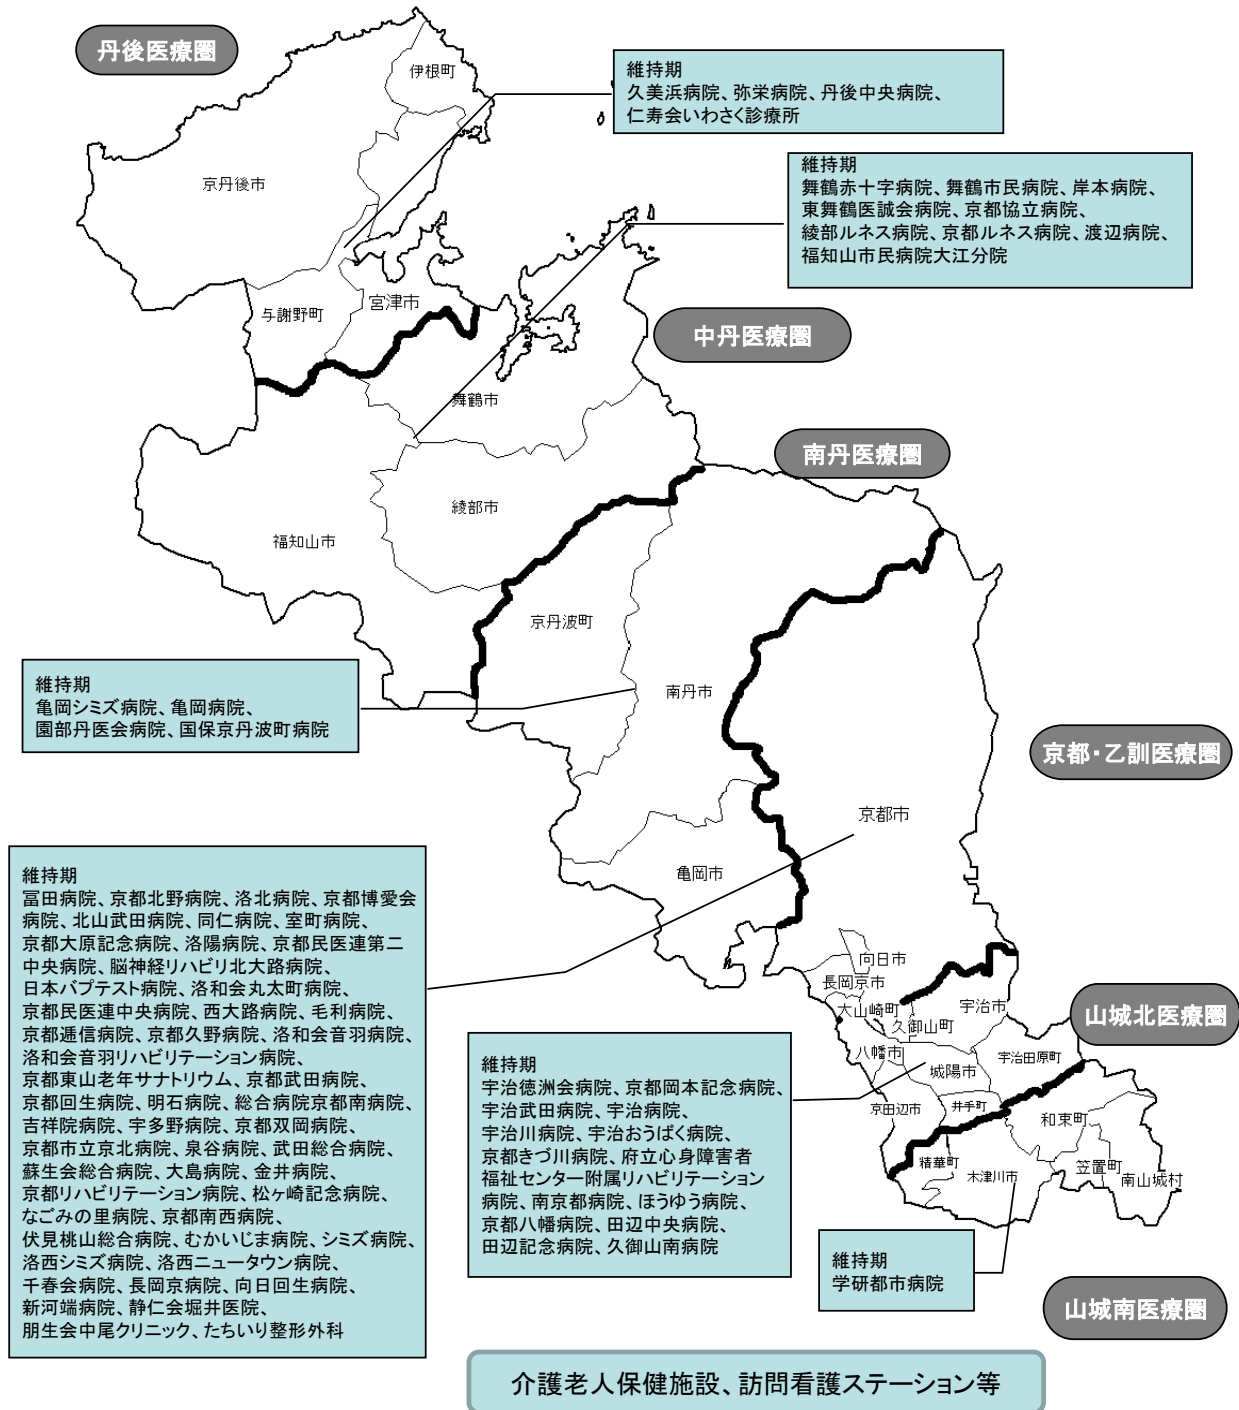 丹後医療圏
伊根町
維持期
久美浜病院、弥栄病院、丹後中央病院、
仁寿会いわさく診療所
京丹後市
維持期
舞鶴赤十字病院、舞鶴市民病院、岸本病院、
東舞鶴医誠会病院、京都協立病院、
綾部ルネス病院、京都ルネス病院、渡辺病院、
福知山市民病院大江分院
宮津市
与謝野町
中丹医療圏
舞鶴市
南丹医療圏
綾部市
福知山市
京丹波町
南丹市
維持期
亀岡シミズ病院、亀岡病院、
園部丹医会病院、国保京丹波町病院
京都・乙訓医療圏
京都市
亀岡市
維持期
冨田病院、京都北野病院、洛北病院、京都博愛会
病院、北山武田病院、同仁病院、室町病院、
京都大原記念病院、洛陽病院、京都民医連第二
中央病院、脳神経リハビリ北大路病院、
日本バプテスト病院、洛和会丸太町病院、
京都民医連中央病院、西大路病院、毛利病院、
京都逓信病院、京都久野病院、洛和会音羽病院、
洛和会音羽リハビリテーション病院、
京都東山老年サナトリウム、京都武田病院、
京都回生病院、明石病院、総合病院京都南病院、
吉祥院病院、宇多野病院、京都双岡病院、
京都市立京北病院、泉谷病院、武田総合病院、
蘇生会総合病院、大島病院、金井病院、
京都リハビリテーション病院、松ヶ崎記念病院、
なごみの里病院、京都南西病院、
伏見桃山総合病院、むかいじま病院、シミズ病院、
洛西シミズ病院、洛西ニュータウン病院、
千春会病院、長岡京病院、向日回生病院、
新河端病院、静仁会堀井医院、
朋生会中尾クリニック、たちいり整形外科
向日市
長岡京市
大山崎町
宇治市
久御山町
山城北医療圏
八幡市
城陽市
宇治田原町
京田辺市
井手町
和束町
精華町
木津川市
笠置町
南山城村
維持期
宇治徳洲会病院、京都岡本記念病院、
宇治武田病院、宇治病院、
宇治川病院、宇治おうばく病院、
京都きづ川病院、府立心身障害者
福祉センター附属リハビリテーション
病院、南京都病院、ほうゆう病院、
京都八幡病院、田辺中央病院、
田辺記念病院、久御山南病院
維持期
学研都市病院
山城南医療圏
介護老人保健施設、訪問看護ステーション等